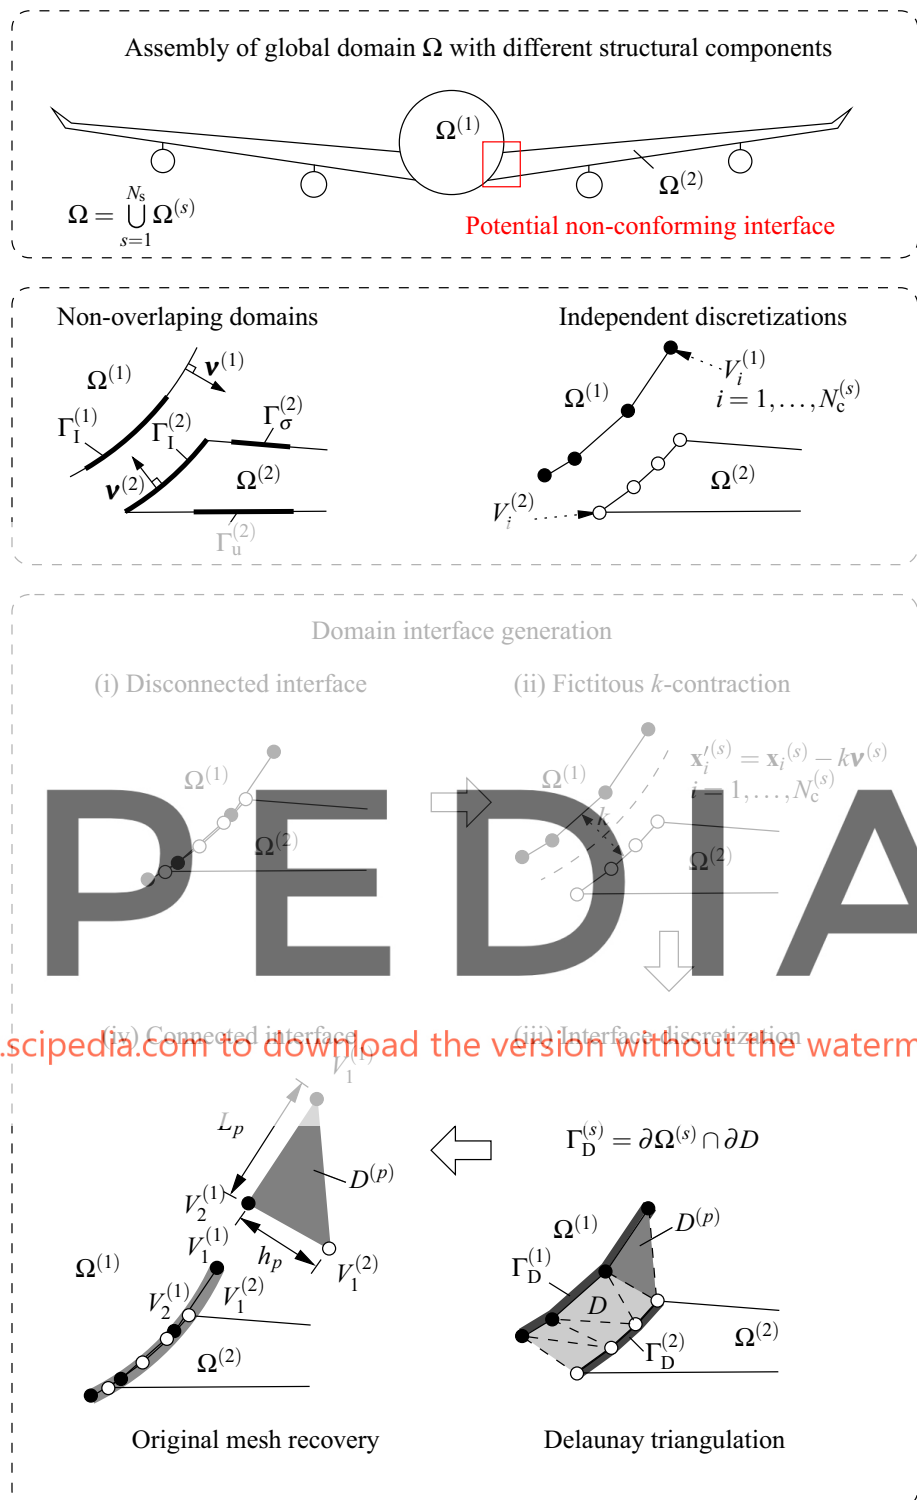 Assembly of global domain Ω with different structural components
Ω^(1)
Ω^(2)
Ω = ⋃_{s=1}^{N_s} Ω^(s)
Potential non-conforming interface
Non-overlaping domains
Independent discretizations
ν^(1)
Ω^(1)
Γ_I^(1)
Γ_I^(2)
Γ_σ^(2)
ν^(2)
Ω^(2)
Γ_u^(2)
V_i^(1)
i = 1,...,N_c^(s)
Ω^(1)
Ω^(2)
V_i^(2)
Domain interface generation
(i) Disconnected interface
(ii) Fictitous k-contraction
Ω^(1)
Ω^(2)
Ω^(1)
x'_i^(s) = x_i^(s) − kν^(s)
i = 1,...,N_c^(s)
k
Ω^(2)
PEDIA
(iv) Connected interface
(iii) Interface discretization
.scipedia.com to download the version without the waterm
V_1^(1)
L_p
D^(p)
V_2^(1)
h_p
V_1^(2)
V_1^(1)
Ω^(1)
V_2^(1)
V_1^(2)
Ω^(2)
Γ_D^(s) = ∂Ω^(s) ∩ ∂D
Ω^(1)
D^(p)
Γ_D^(1)
D
Γ_D^(2)
Ω^(2)
Original mesh recovery
Delaunay triangulation